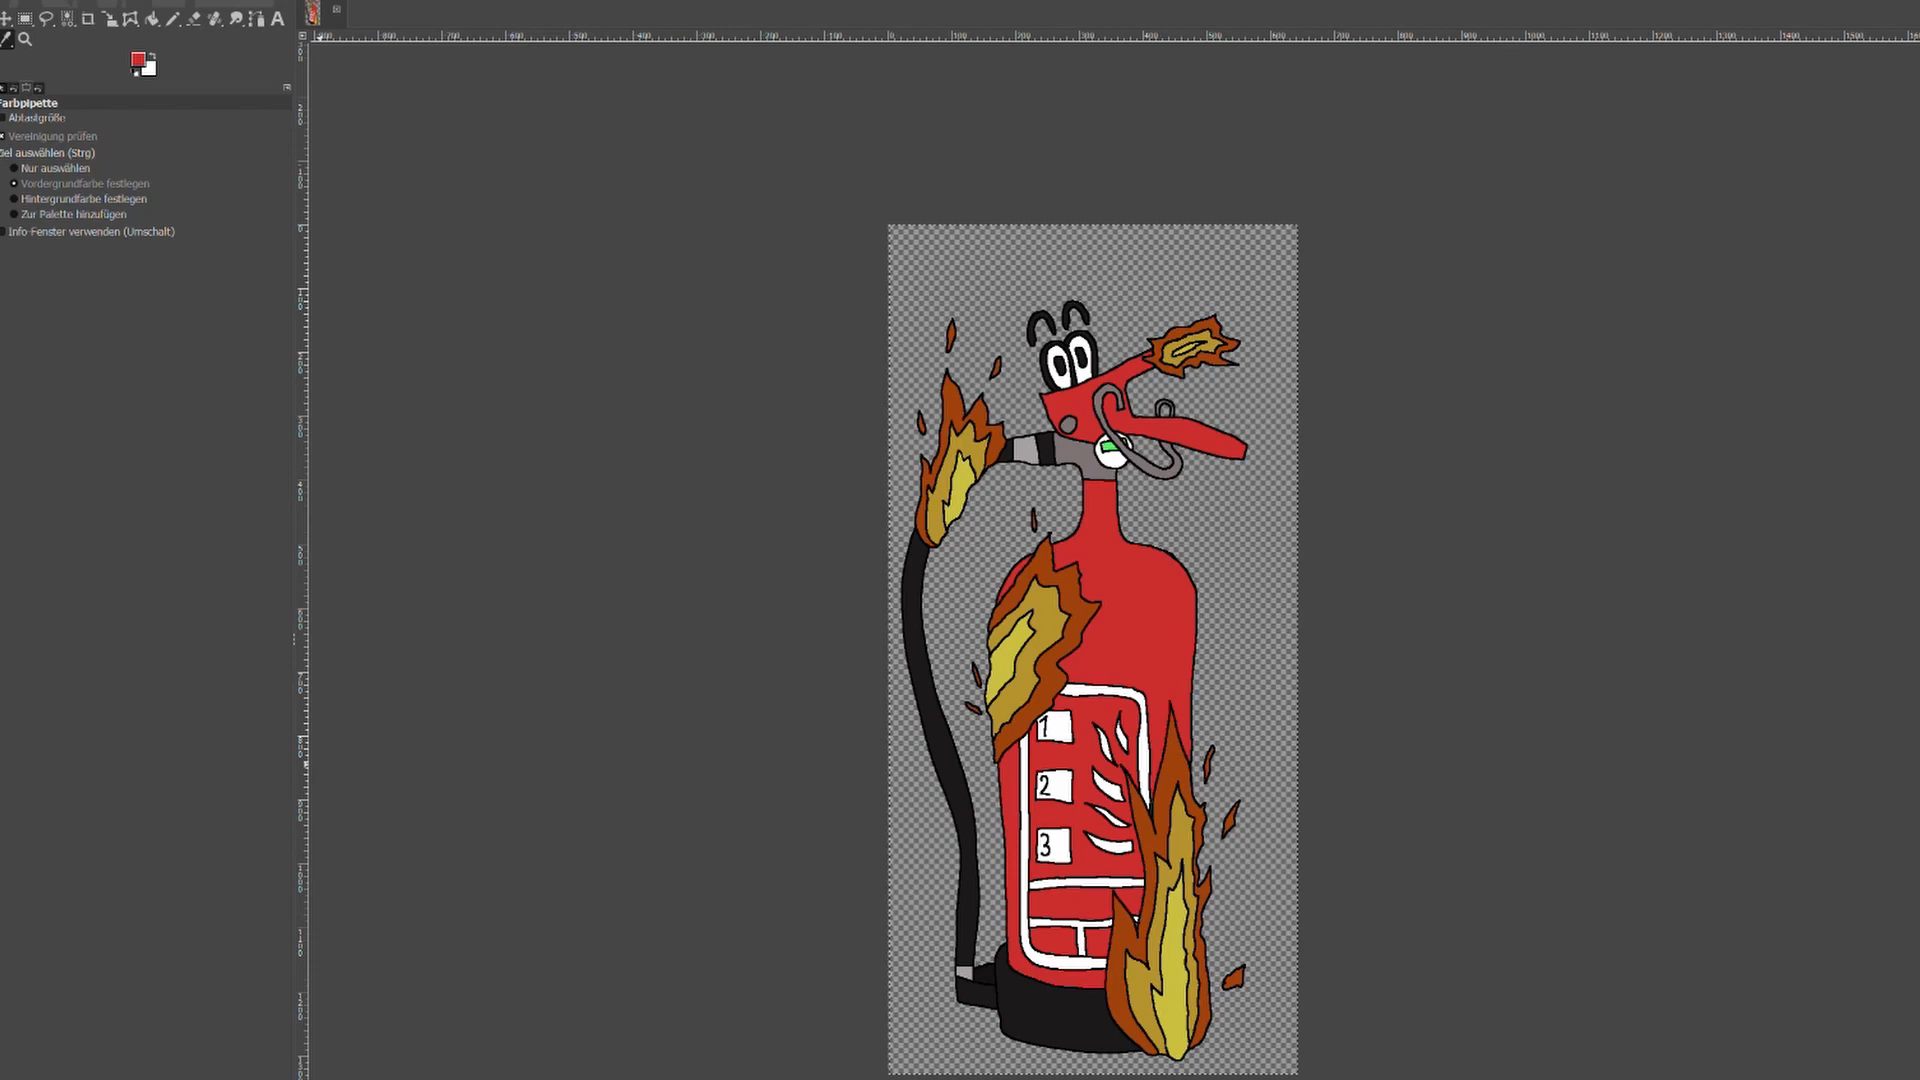 Farbpipette
Abtastgröße
Vereinigung prüfen
Ziel auswählen (Strg)
Nur auswählen
Vordergrundfarbe festlegen
Hintergrundfarbe festlegen
Zur Palette hinzufügen
Info-Fenster verwenden (Umschalt)
1
2
3